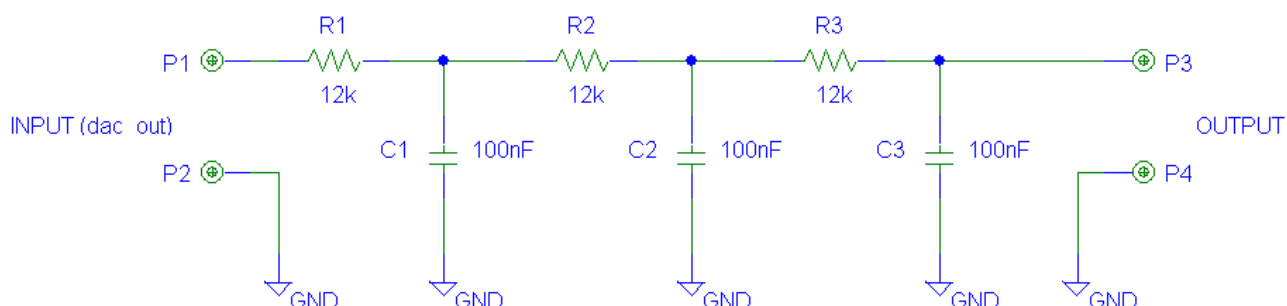 R1
R2
R3
P1
P3
12k
12k
12k
INPUT (dac out)
OUTPUT
C1
100nF
C2
100nF
C3
100nF
P2
P4
GND
GND
GND
GND
GND